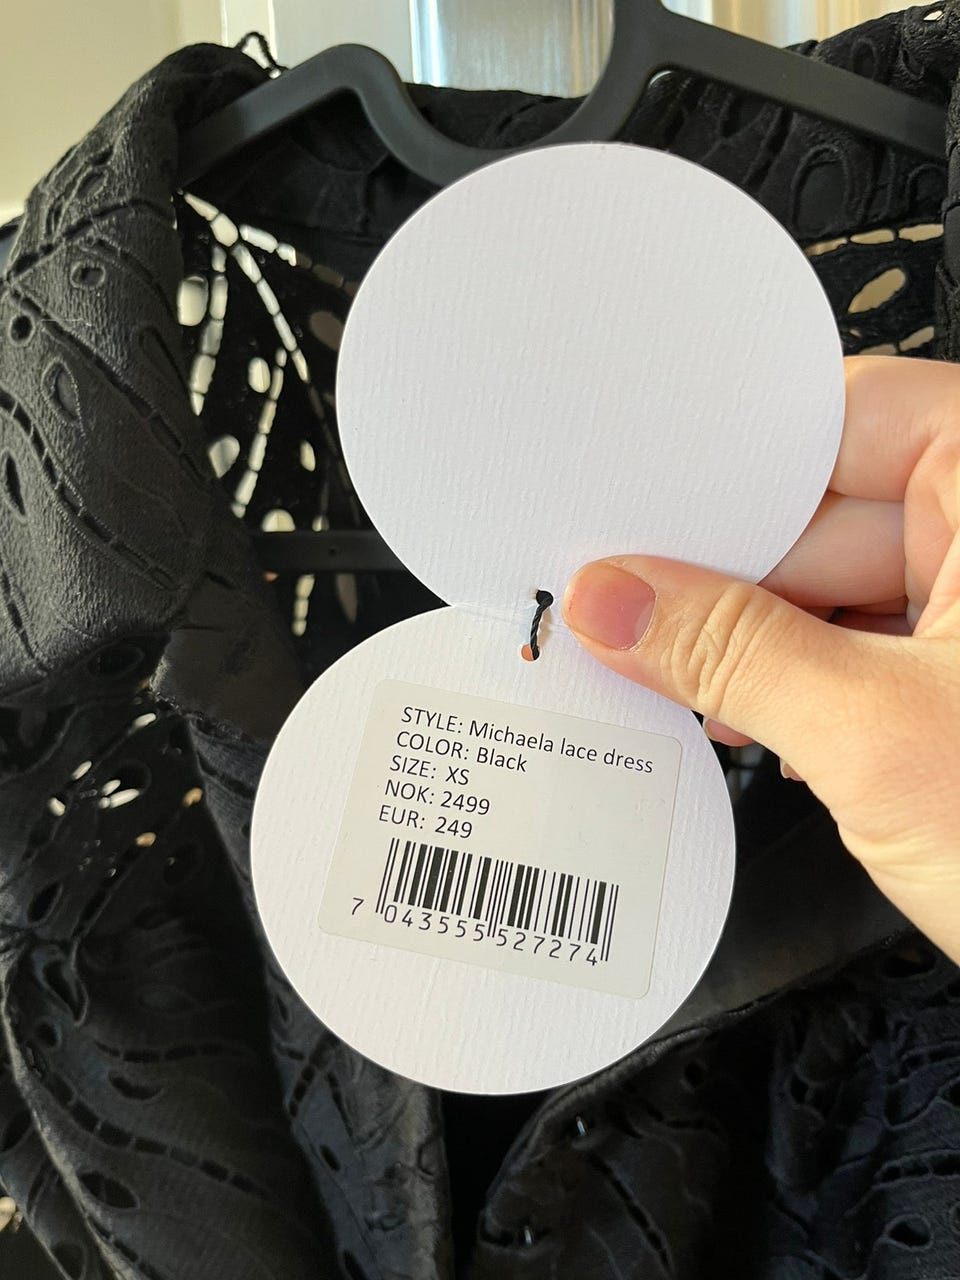 STYLE: Michaela lace dress
COLOR: Black
SIZE: XS
NOK: 2499
EUR: 249
7 043555 527274